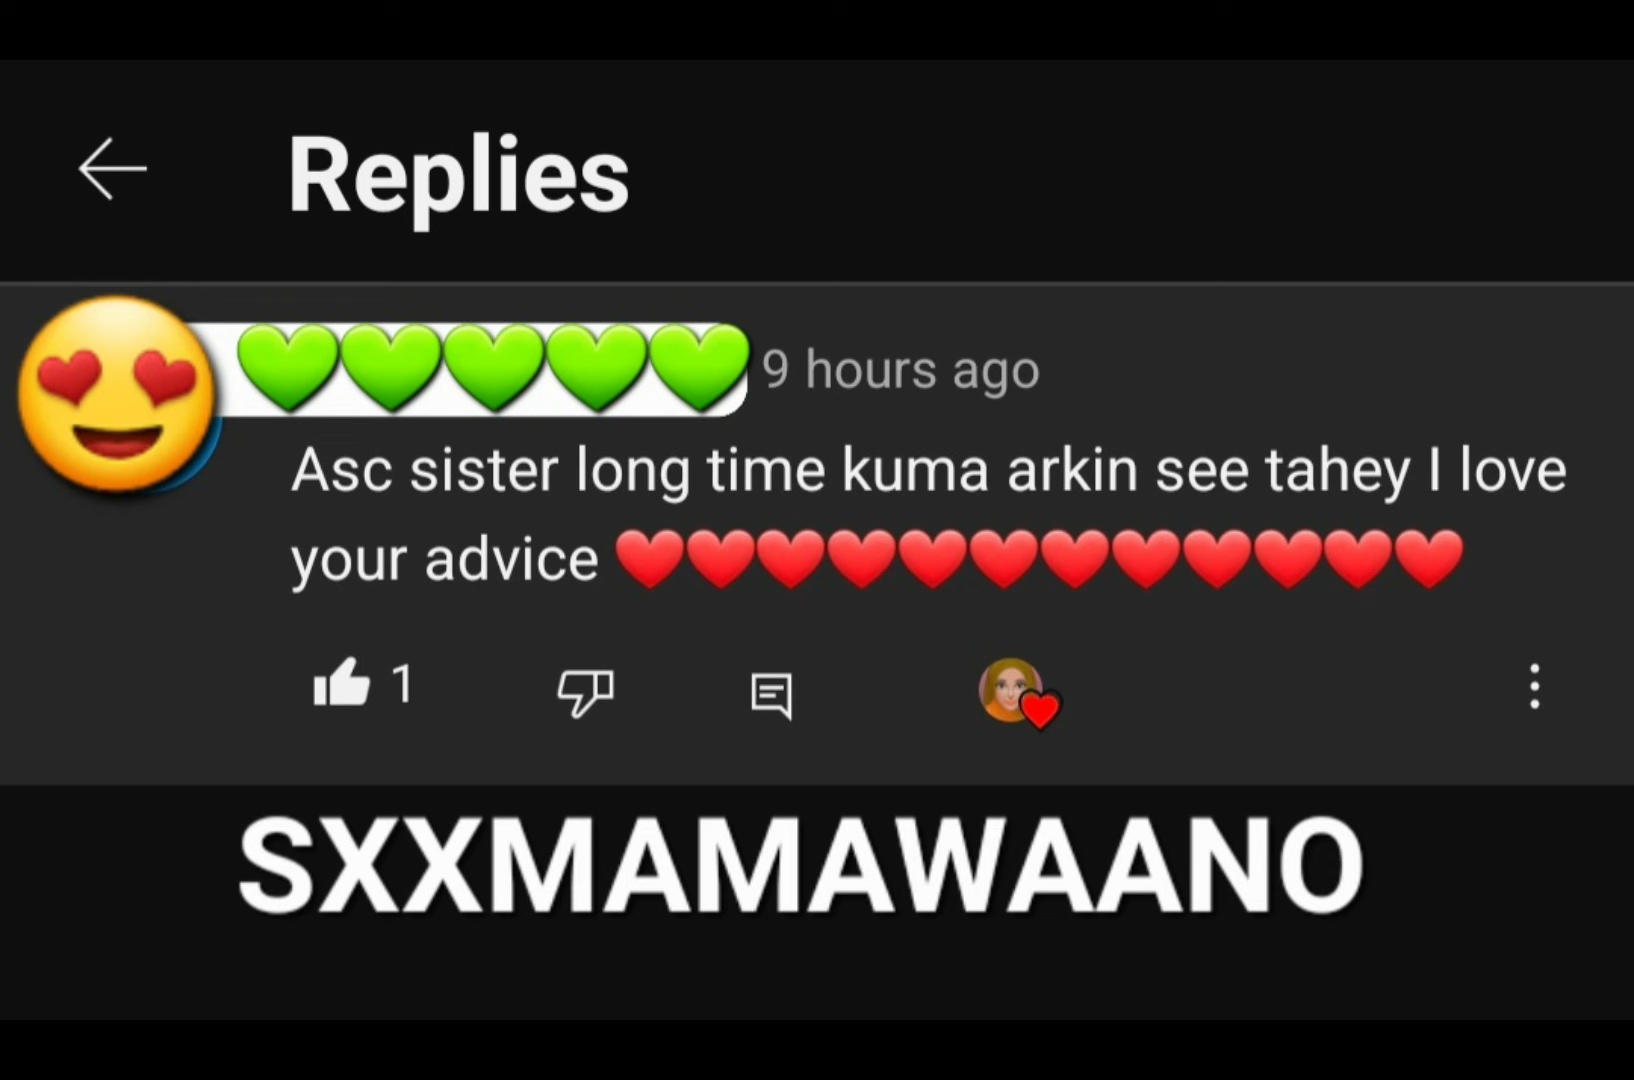 Replies
9 hours ago
Asc sister long time kuma arkin see tahey I love
your advice ❤️❤️❤️❤️❤️❤️❤️❤️❤️❤️❤️❤️
1
SXXMAMAWAANO